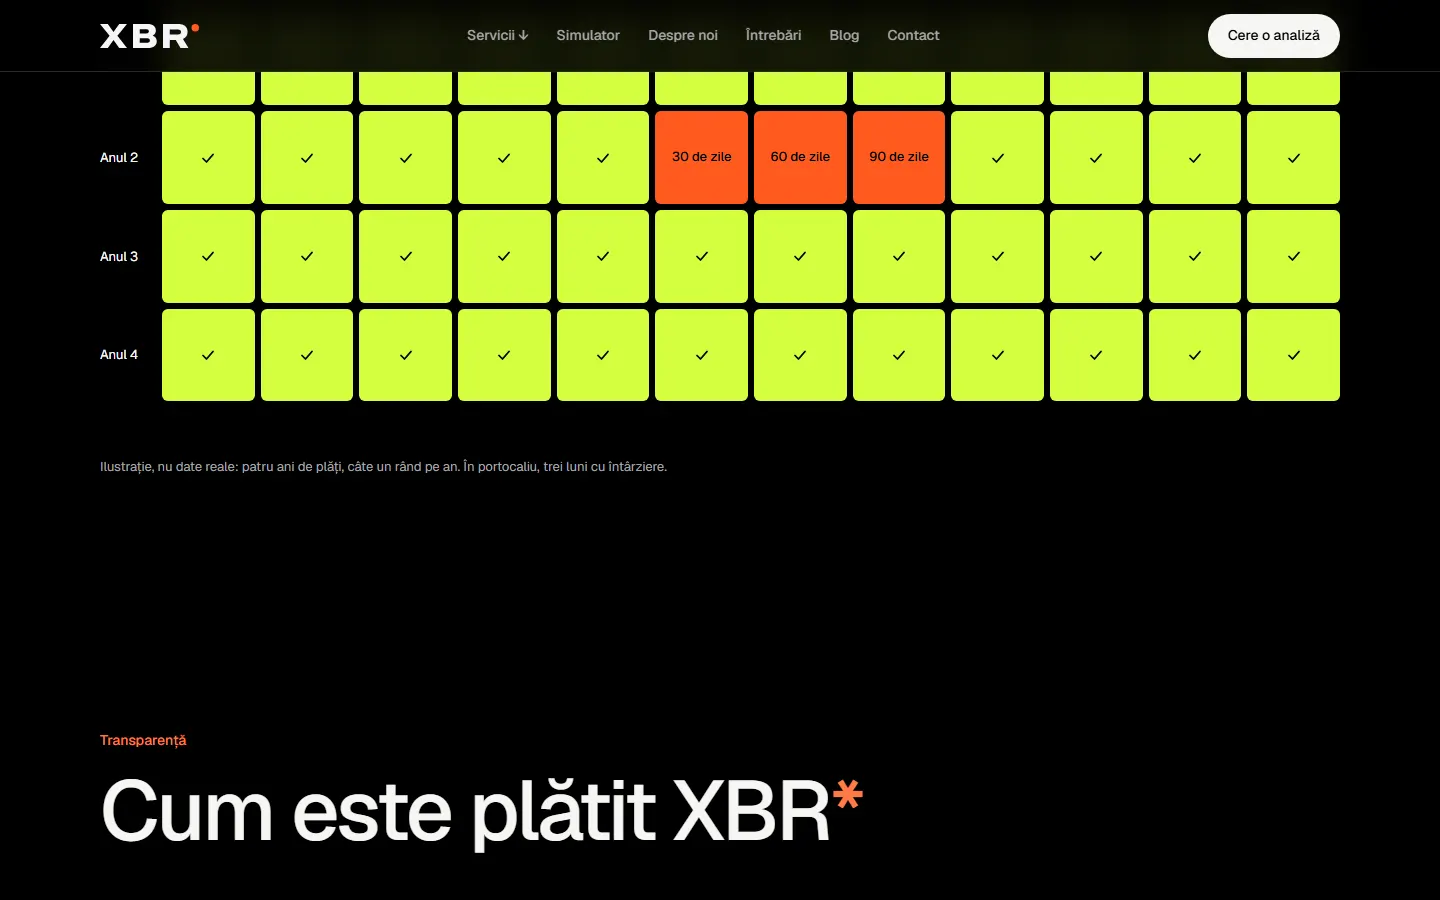 XBR
Servicii ↓
Simulator
Despre noi
Întrebări
Blog
Contact
Cere o analiză
Anul 2
✓ ✓ ✓ ✓ ✓ 30 de zile 60 de zile 90 de zile ✓ ✓ ✓ ✓
Anul 3
✓ ✓ ✓ ✓ ✓ ✓ ✓ ✓ ✓ ✓ ✓ ✓
Anul 4
✓ ✓ ✓ ✓ ✓ ✓ ✓ ✓ ✓ ✓ ✓ ✓
Ilustrație, nu date reale: patru ani de plăți, câte un rând pe an. În portocaliu, trei luni cu întârziere.
Transparență
Cum este plătit XBR*